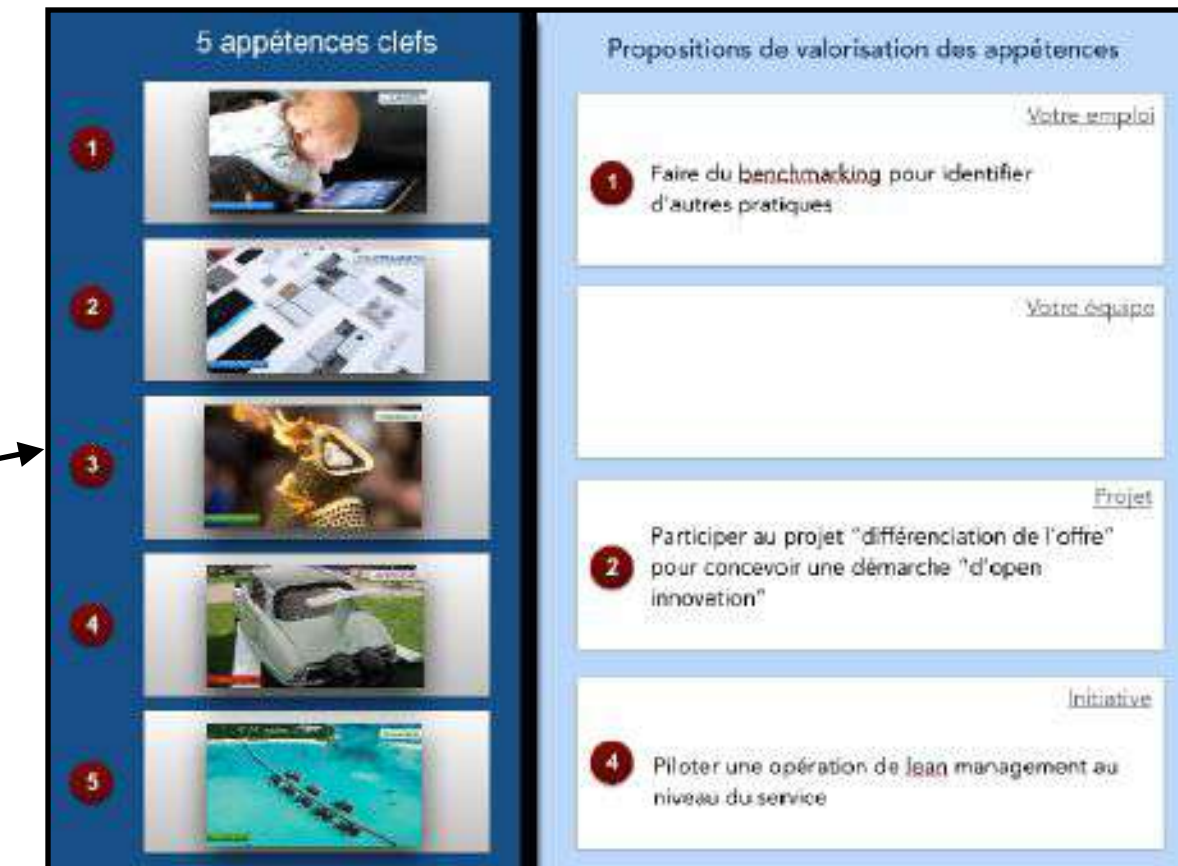 5 appétences clefs
1
2
3
4
5
Propositions de valorisation des appétences
Votre emploi
1
Faire du benchmarking pour identifier
d'autres pratiques
Votre équipe
Projet
2
Participer au projet "différenciation de l'offre"
pour concevoir une démarche "d'open
innovation"
Initiative
4
Piloter une opération de lean management au
niveau du service